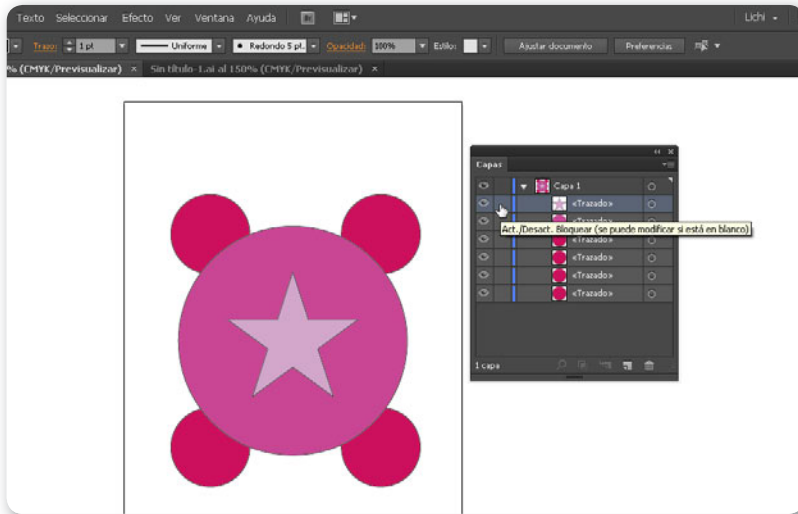 Texto Seleccionar Efecto Ver Ventana Ayuda Br Lichi
Trazo: 1 pt Uniforme Redondo 5 pt. Opacidad: 100% Estilo: Ajustar documento Preferencias
% (CMYK/Previsualizar) × Sin título-1.ai al 150% (CMYK/Previsualizar) ×
Capas
Capa 1
<Trazado>
Act./Desact. Bloquear (se puede modificar si está en blanco)
<Trazado>
<Trazado>
<Trazado>
<Trazado>
1 capa